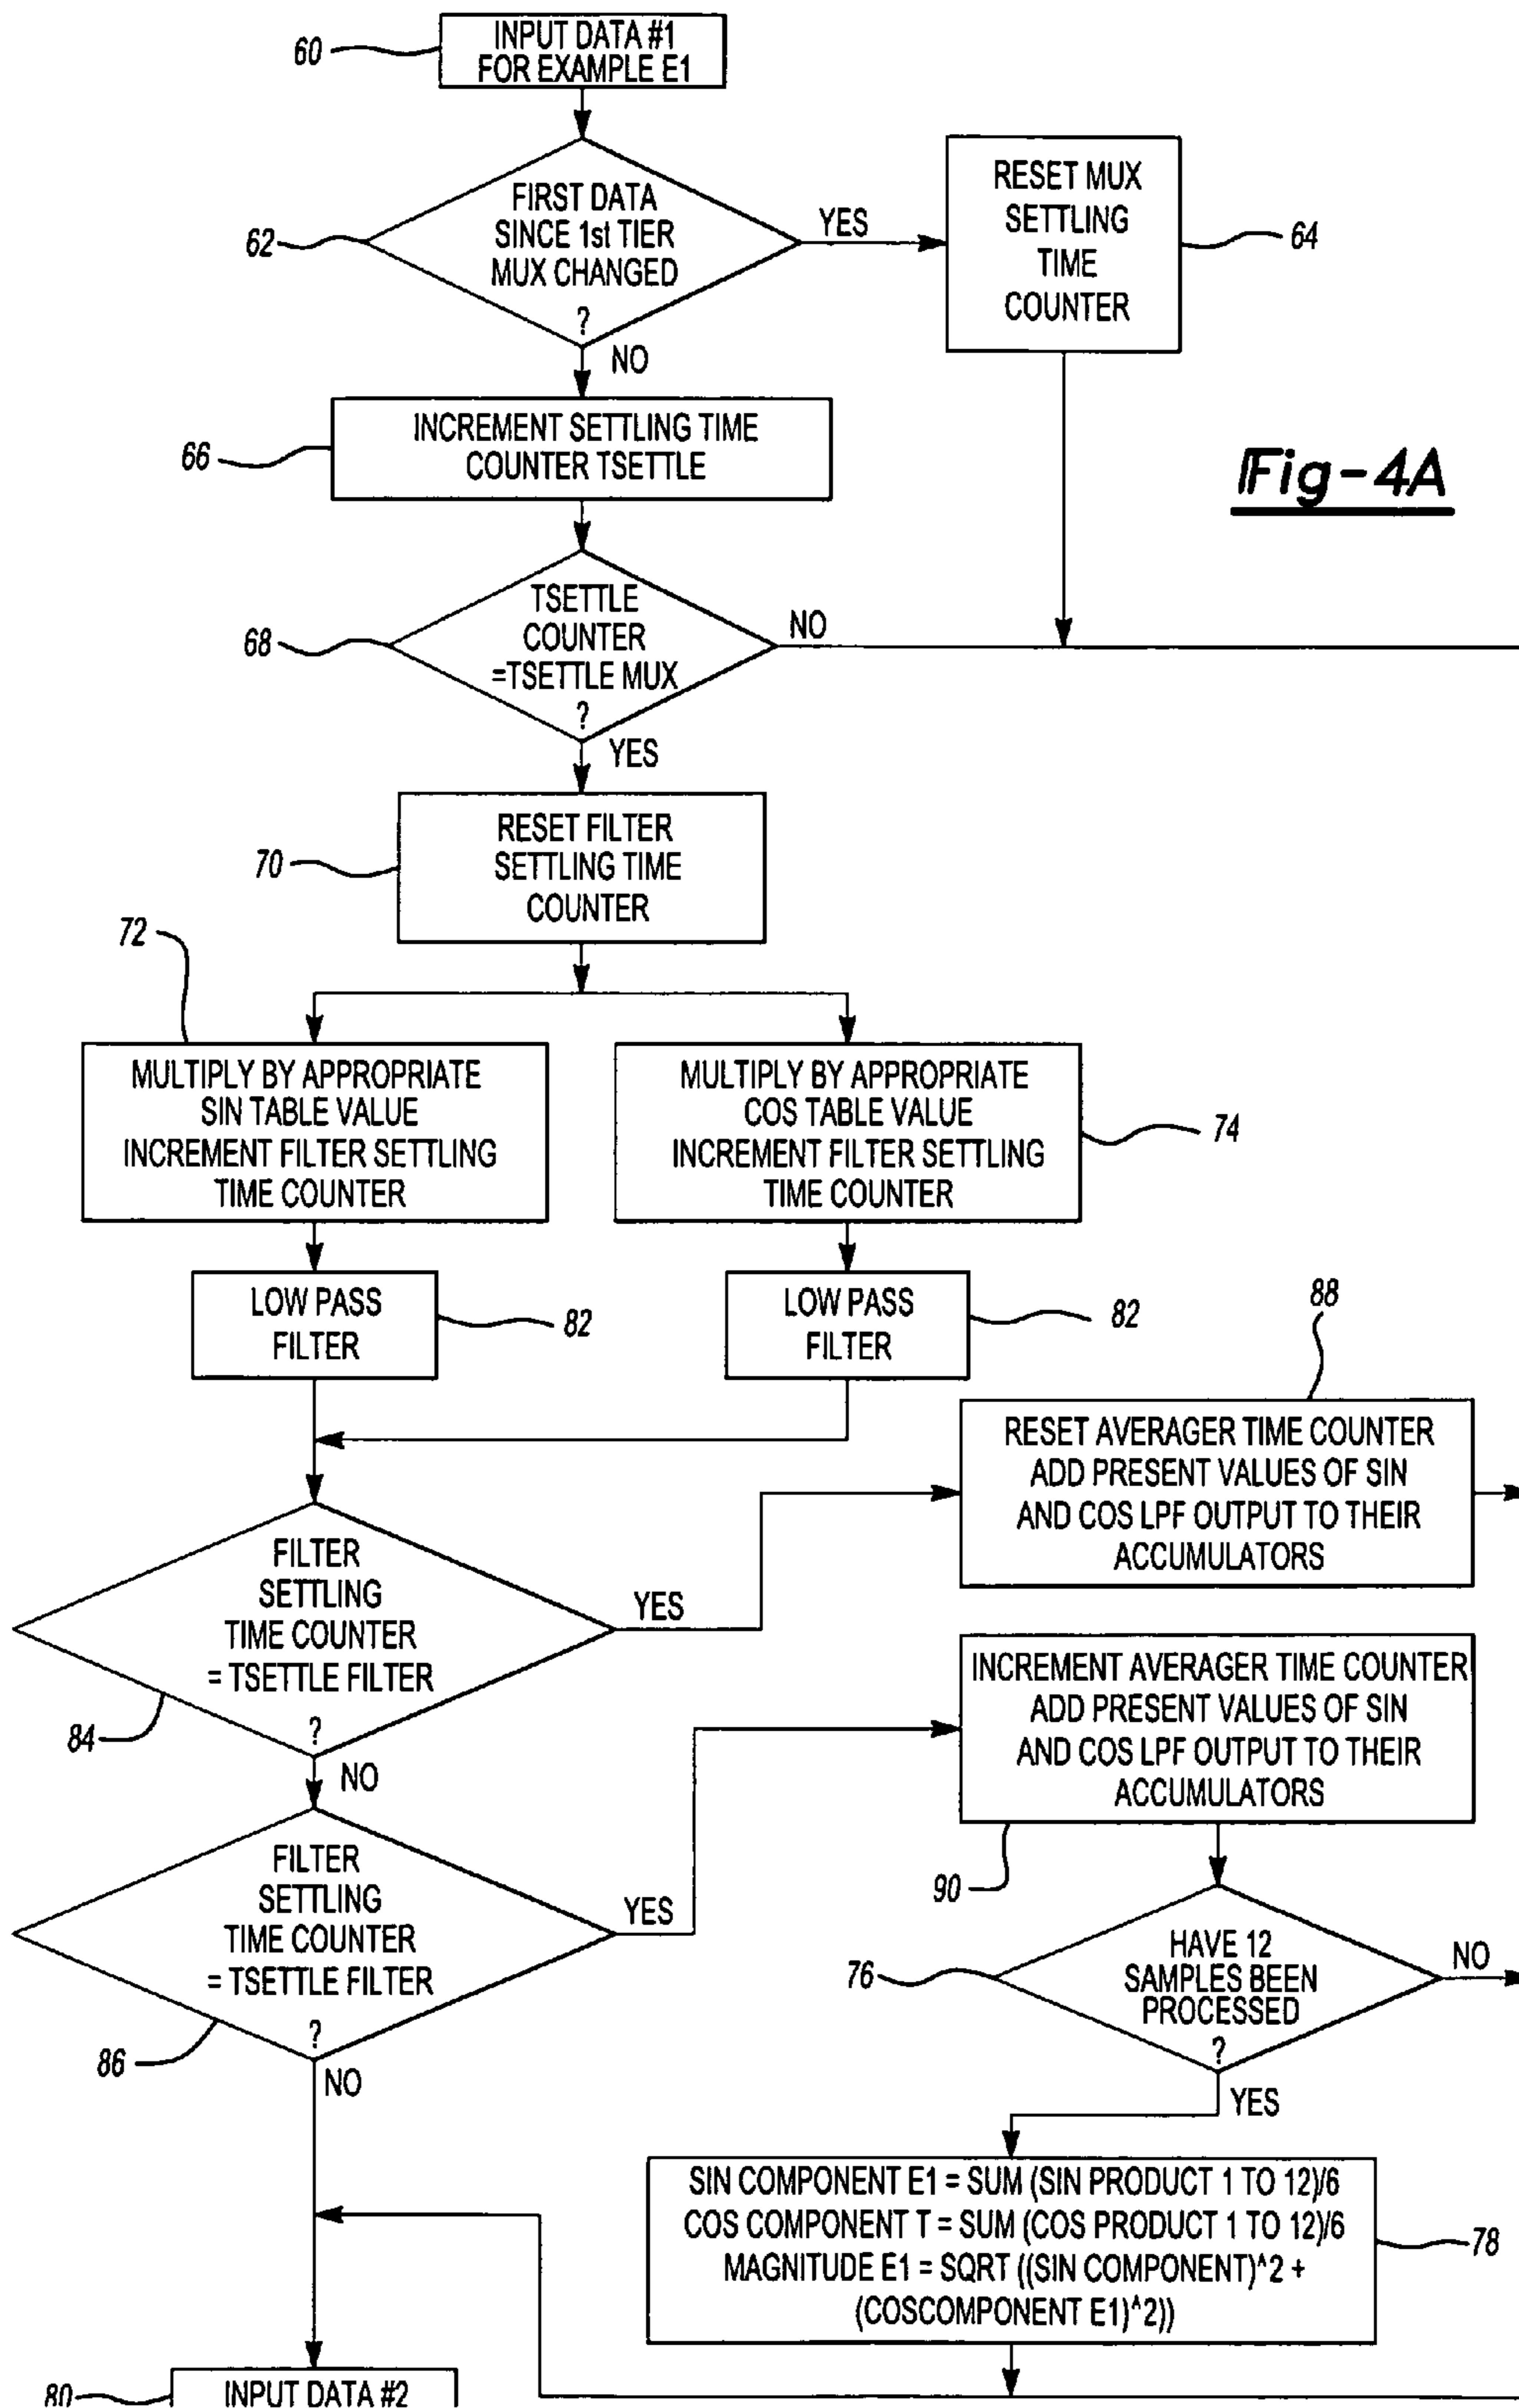 60
INPUT DATA #1
FOR EXAMPLE E1
62
FIRST DATA
SINCE 1st TIER
MUX CHANGED
?
YES
NO
RESET MUX
SETTLING
TIME
COUNTER
64
66
INCREMENT SETTLING TIME
COUNTER TSETTLE
Fig-4A
68
TSETTLE
COUNTER
=TSETTLE MUX
?
NO
YES
70
RESET FILTER
SETTLING TIME
COUNTER
72
MULTIPLY BY APPROPRIATE
SIN TABLE VALUE
INCREMENT FILTER SETTLING
TIME COUNTER
MULTIPLY BY APPROPRIATE
COS TABLE VALUE
INCREMENT FILTER SETTLING
TIME COUNTER
74
LOW PASS
FILTER
82
LOW PASS
FILTER
82
88
RESET AVERAGER TIME COUNTER
ADD PRESENT VALUES OF SIN
AND COS LPF OUTPUT TO THEIR
ACCUMULATORS
FILTER
SETTLING
TIME COUNTER
= TSETTLE FILTER
?
YES
84
NO
INCREMENT AVERAGER TIME COUNTER
ADD PRESENT VALUES OF SIN
AND COS LPF OUTPUT TO THEIR
ACCUMULATORS
90
FILTER
SETTLING
TIME COUNTER
= TSETTLE FILTER
?
YES
86
NO
76
HAVE 12
SAMPLES BEEN
PROCESSED
?
NO
YES
SIN COMPONENT E1 = SUM (SIN PRODUCT 1 TO 12)/6
COS COMPONENT T = SUM (COS PRODUCT 1 TO 12)/6
MAGNITUDE E1 = SQRT ((SIN COMPONENT)^2 +
(COSCOMPONENT E1)^2))
78
80
INPUT DATA #2